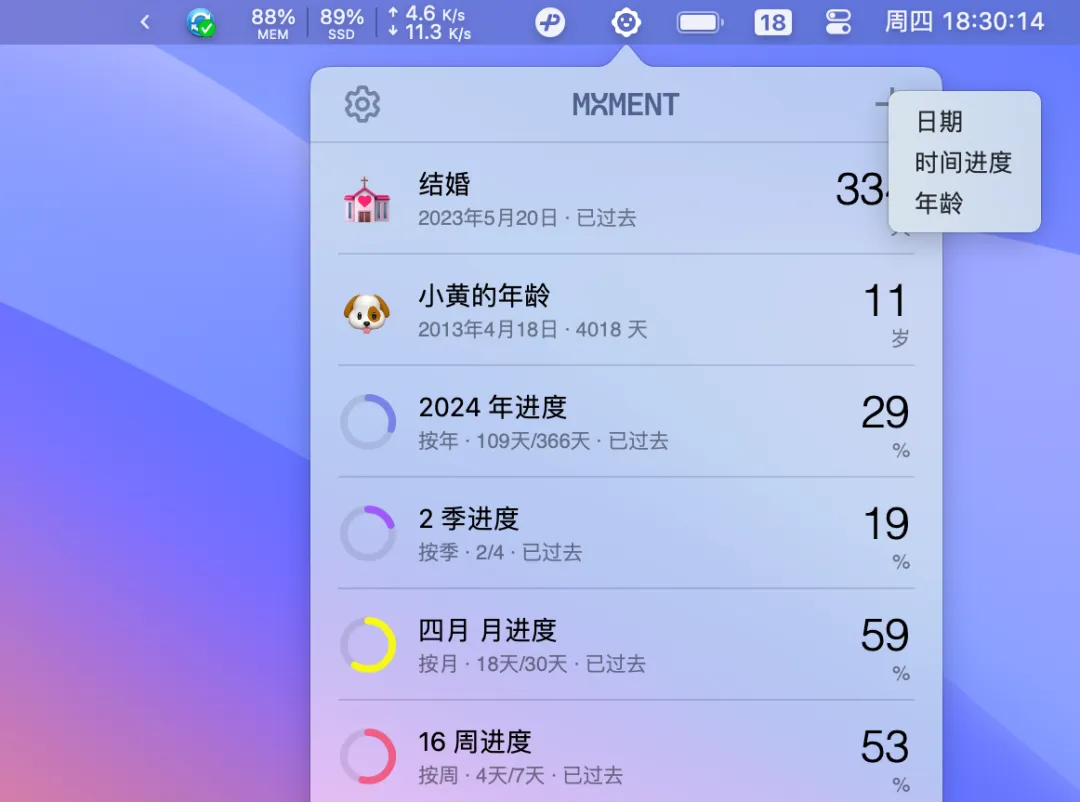 88% 89% ↑ 4.6 K/s
MEM SSD ↓ 11.3 K/s
18 周四 18:30:14
MXMENT
日期
时间进度
年龄
结婚
2023年5月20日 · 已过去
小黄的年龄
2013年4月18日 · 4018 天
11
岁
2024 年进度
按年 · 109天/366天 · 已过去
29
%
2 季进度
按季 · 2/4 · 已过去
19
%
四月 月进度
按月 · 18天/30天 · 已过去
59
%
16 周进度
按周 · 4天/7天 · 已过去
53
%